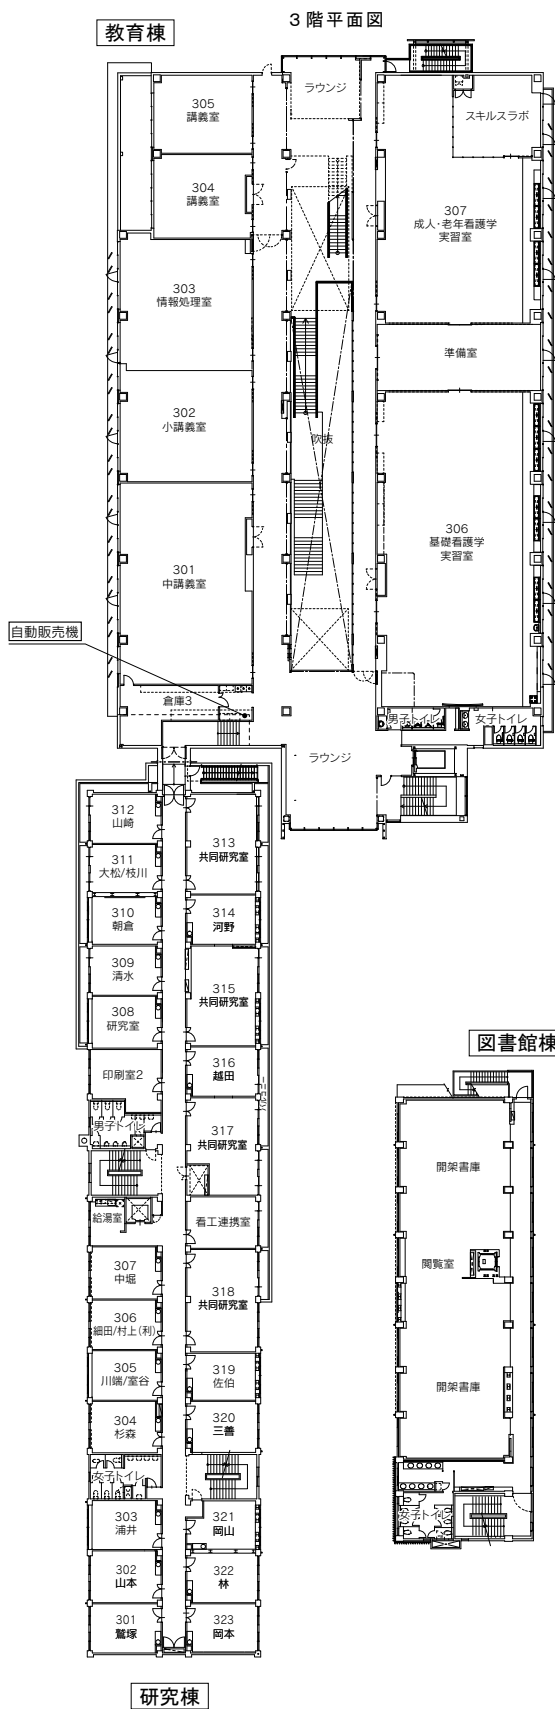 3階平面図
教育棟
ラウンジ
305
講義室
スキルスラボ
304
講義室
307
成人・老年看護学
実習室
303
情報処理室
準備室
302
小講義室
吹抜
306
基礎看護学
実習室
301
中講義室
自動販売機
倉庫3
男子トイレ
女子トイレ
ラウンジ
312
山崎
313
共同研究室
311
大松/枝川
310
朝倉
314
河野
309
清水
315
共同研究室
308
研究室
図書館棟
印刷室2
316
越田
男子トイレ
317
共同研究室
開架書庫
給湯室
看工連携室
閲覧室
307
中堀
318
共同研究室
306
細田/村上(利)
305
川端/室谷
319
佐伯
開架書庫
304
杉森
320
三善
女子トイレ
303
浦井
321
岡山
女子トイレ
302
山本
322
林
301
鷲塚
323
岡本
研究棟